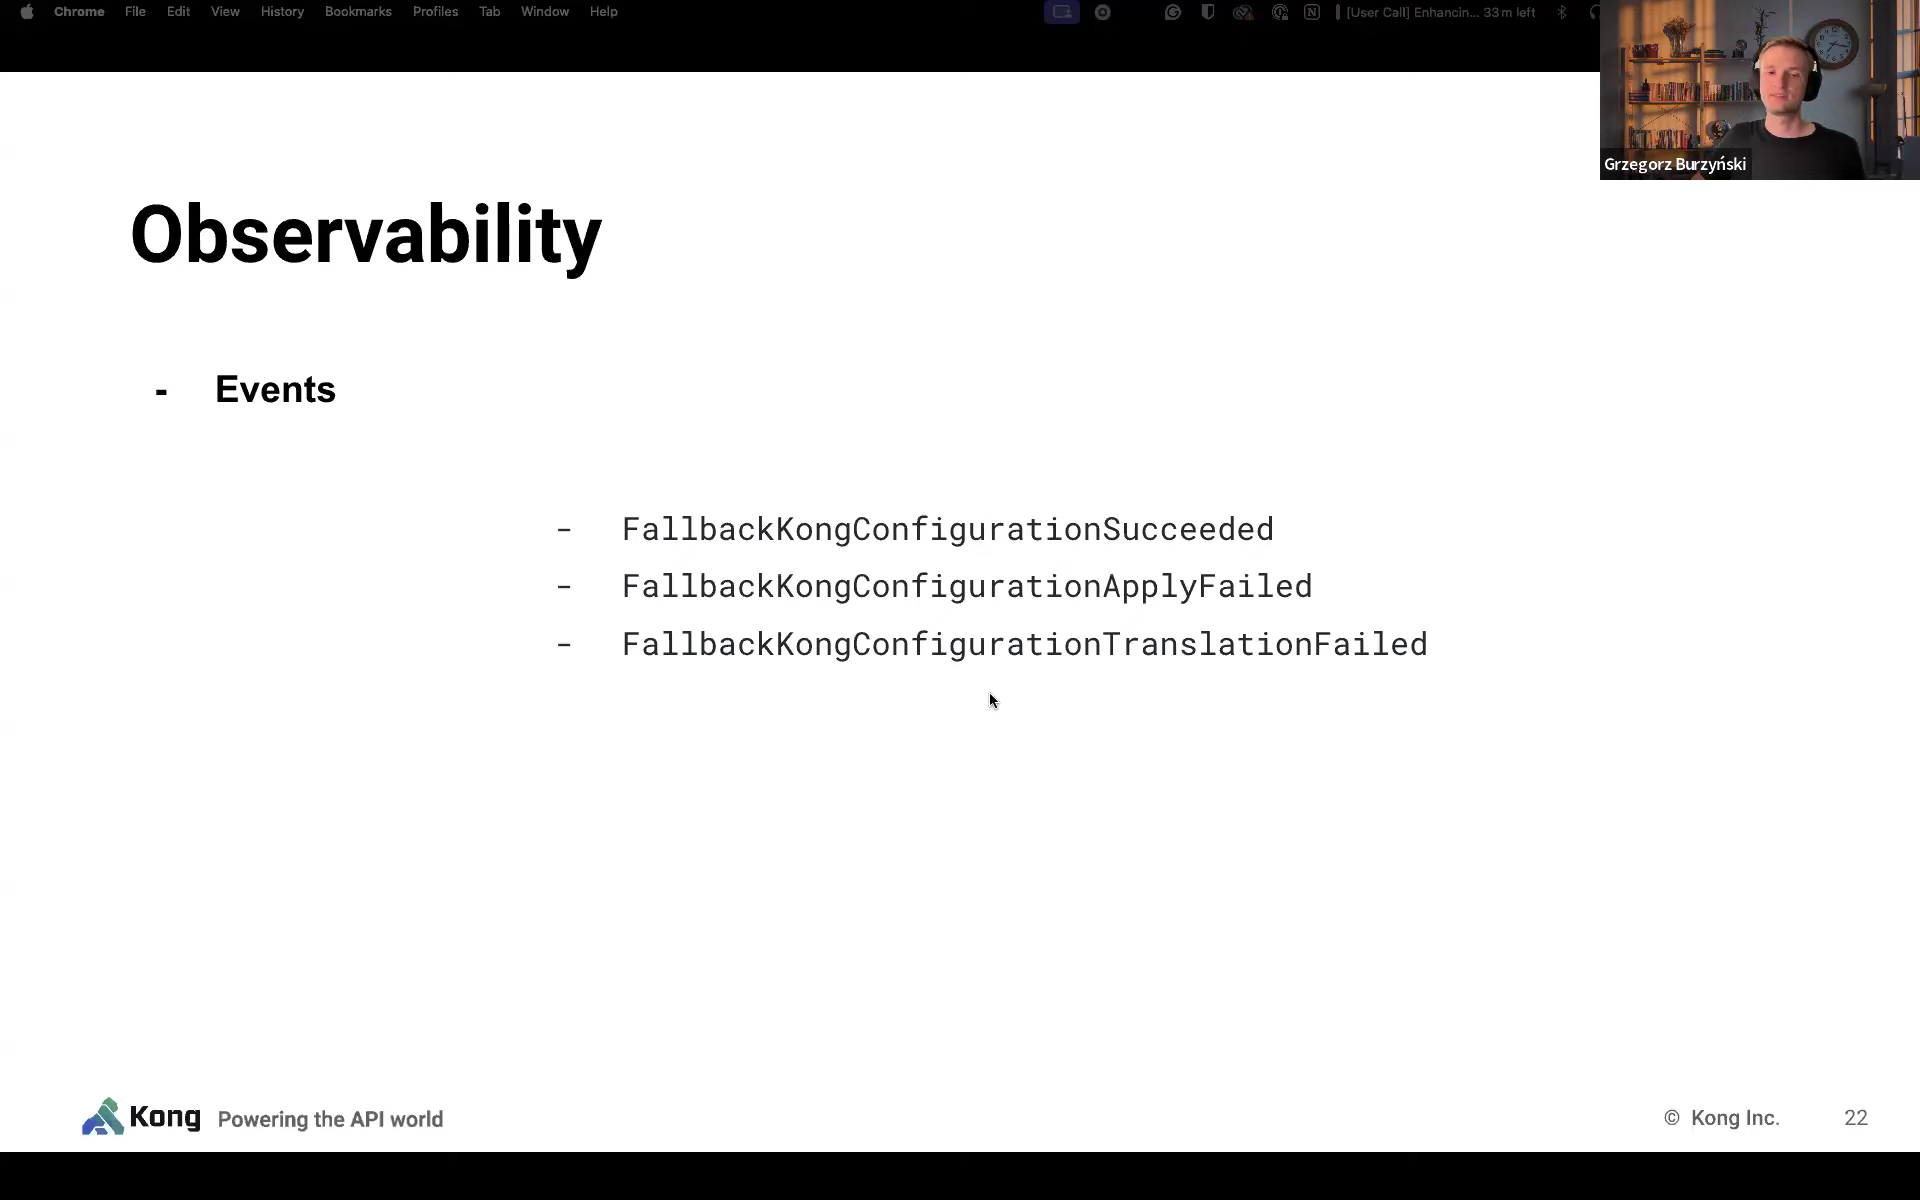 Chrome File Edit View History Bookmarks Profiles Tab Window Help [User Call] Enhancin... 33m left
Grzegorz Burzyński
Observability
- Events
- FallbackKongConfigurationSucceeded
- FallbackKongConfigurationApplyFailed
- FallbackKongConfigurationTranslationFailed
Kong Powering the API world
© Kong Inc. 22